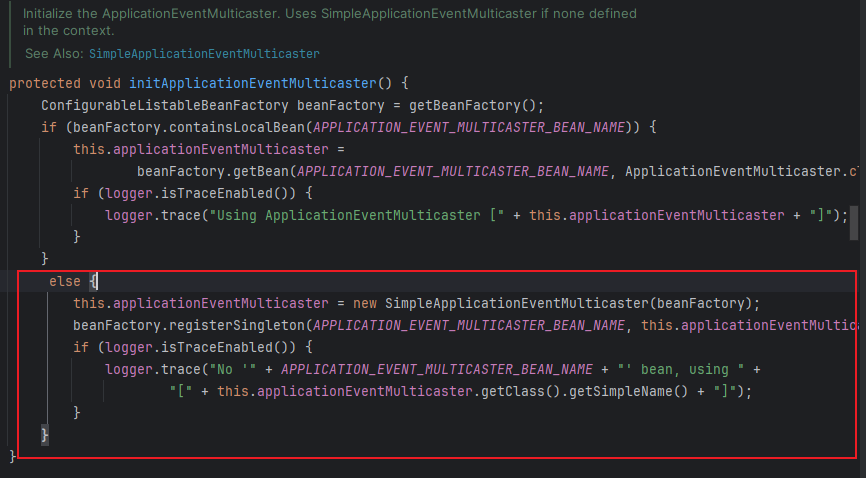 Initialize the ApplicationEventMulticaster. Uses SimpleApplicationEventMulticaster if none defined
in the context.
See Also: SimpleApplicationEventMulticaster
protected void initApplicationEventMulticaster() {
ConfigurableListableBeanFactory beanFactory = getBeanFactory();
if (beanFactory.containsLocalBean(APPLICATION_EVENT_MULTICASTER_BEAN_NAME)) {
this.applicationEventMulticaster =
beanFactory.getBean(APPLICATION_EVENT_MULTICASTER_BEAN_NAME, ApplicationEventMulticaster.cl
if (logger.isTraceEnabled()) {
logger.trace("Using ApplicationEventMulticaster [" + this.applicationEventMulticaster + "]");
}
}
else {
this.applicationEventMulticaster = new SimpleApplicationEventMulticaster(beanFactory);
beanFactory.registerSingleton(APPLICATION_EVENT_MULTICASTER_BEAN_NAME, this.applicationEventMultica
if (logger.isTraceEnabled()) {
logger.trace("No '" + APPLICATION_EVENT_MULTICASTER_BEAN_NAME + "' bean, using " +
"[" + this.applicationEventMulticaster.getClass().getSimpleName() + "]");
}
}
}